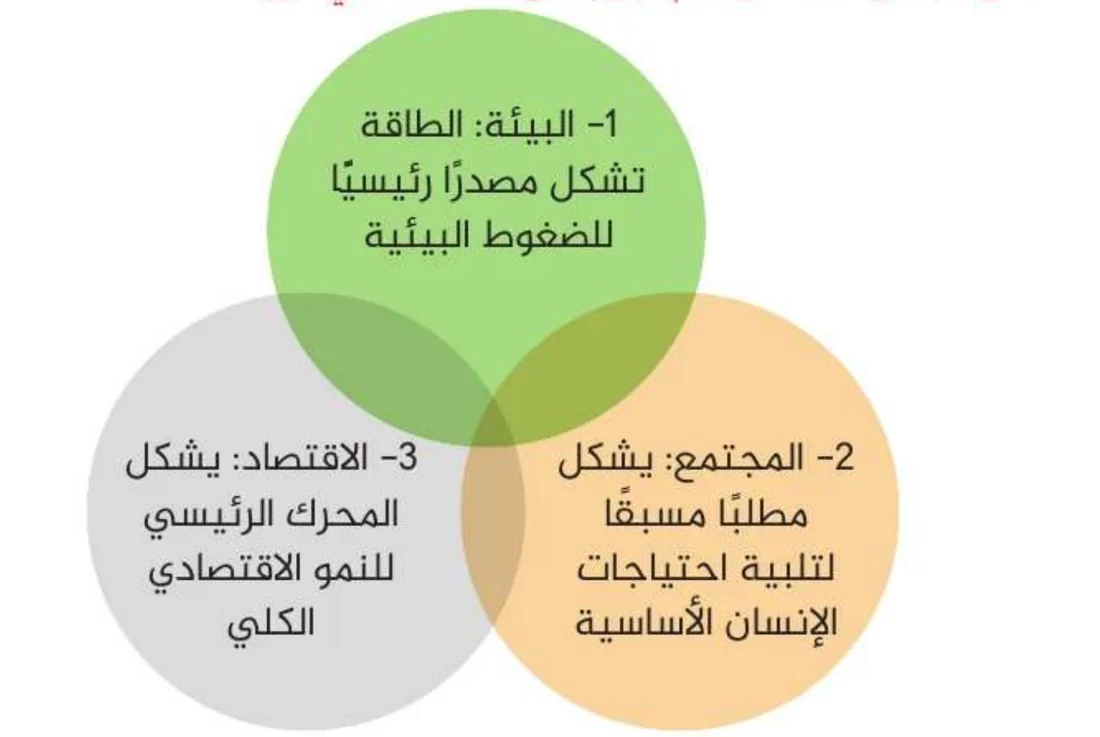 1- البيئة: الطاقة
تشكل مصدرًا رئيسيًّا
للضغوط البيئية
2- المجتمع: يشكل
مطلبًا مسبقًا
لتلبية احتياجات
الإنسان الأساسية
3- الاقتصاد: يشكل
المحرك الرئيسي
للنمو الاقتصادي
الكلي